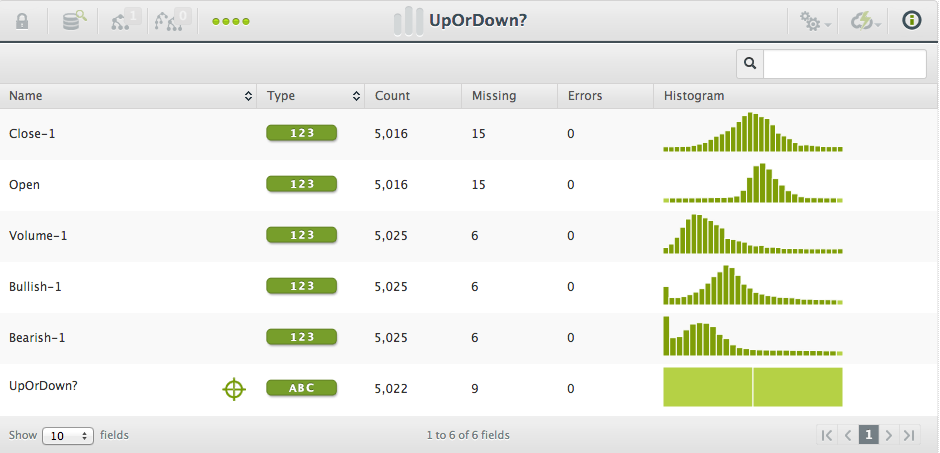 1 0 UpOrDown?
Name Type Count Missing Errors Histogram
Close-1 123 5,016 15 0
Open 123 5,016 15 0
Volume-1 123 5,025 6 0
Bullish-1 123 5,025 6 0
Bearish-1 123 5,025 6 0
UpOrDown? ABC 5,022 9 0
Show 10 fields 1 to 6 of 6 fields 1